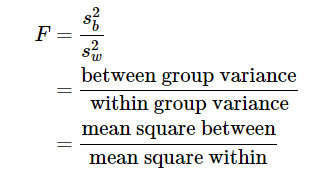 F = s_b^2 / s_w^2
= between group variance / within group variance
= mean square between / mean square within